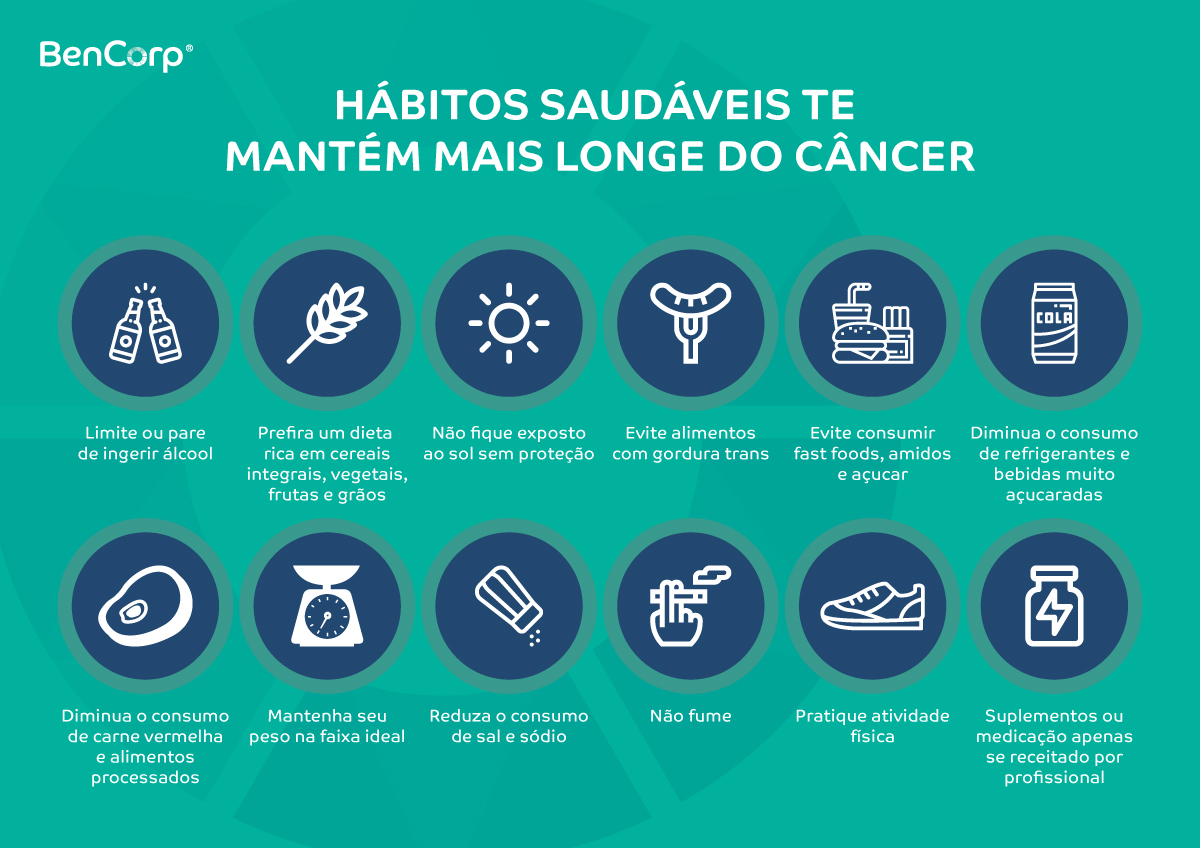 BenCorp®
HÁBITOS SAUDÁVEIS TE
MANTÉM MAIS LONGE DO CÂNCER
COLA
Limite ou pare
de ingerir álcool
Prefira um dieta
rica em cereais
integrais, vegetais,
frutas e grãos
Não fique exposto
ao sol sem proteção
Evite alimentos
com gordura trans
Evite consumir
fast foods, amidos
e açucar
Diminua o consumo
de refrigerantes e
bebidas muito
açucaradas
Diminua o consumo
de carne vermelha
e alimentos
processados
Mantenha seu
peso na faixa ideal
Reduza o consumo
de sal e sódio
Não fume
Pratique atividade
física
Suplementos ou
medicação apenas
se receitado por
profissional